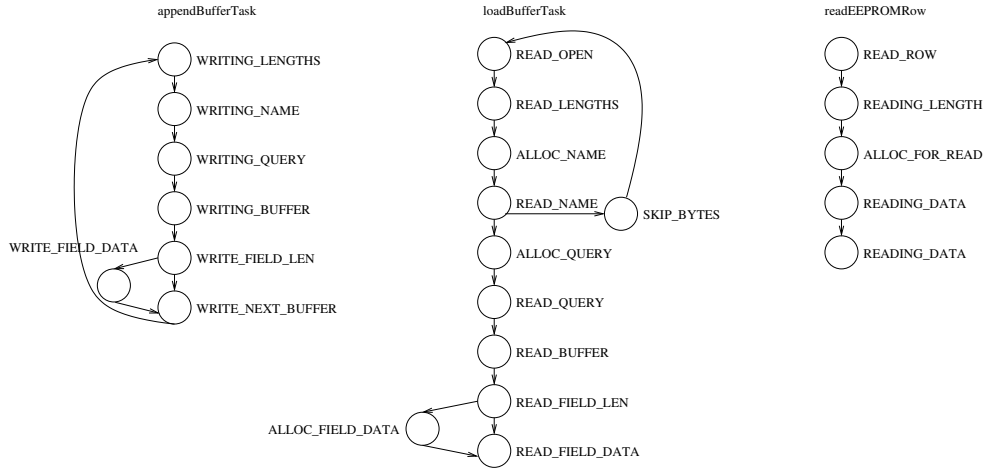 appendBufferTask
WRITING_LENGTHS
WRITING_NAME
WRITING_QUERY
WRITING_BUFFER
WRITE_FIELD_DATA
WRITE_FIELD_LEN
WRITE_NEXT_BUFFER
loadBufferTask
READ_OPEN
READ_LENGTHS
ALLOC_NAME
READ_NAME
SKIP_BYTES
ALLOC_QUERY
READ_QUERY
READ_BUFFER
READ_FIELD_LEN
ALLOC_FIELD_DATA
READ_FIELD_DATA
readEEPROMRow
READ_ROW
READING_LENGTH
ALLOC_FOR_READ
READING_DATA
READING_DATA